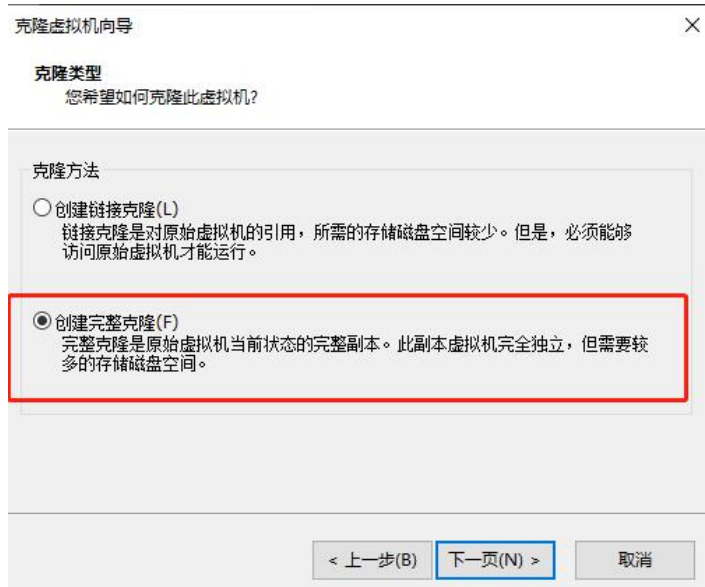 克隆虚拟机向导
克隆类型
您希望如何克隆此虚拟机?
克隆方法
创建链接克隆(L)
链接克隆是对原始虚拟机的引用，所需的存储磁盘空间较少。但是，必须能够
访问原始虚拟机才能运行。
创建完整克隆(F)
完整克隆是原始虚拟机当前状态的完整副本。此副本虚拟机完全独立，但需要较
多的存储磁盘空间。
< 上一步(B) 下一页(N) > 取消